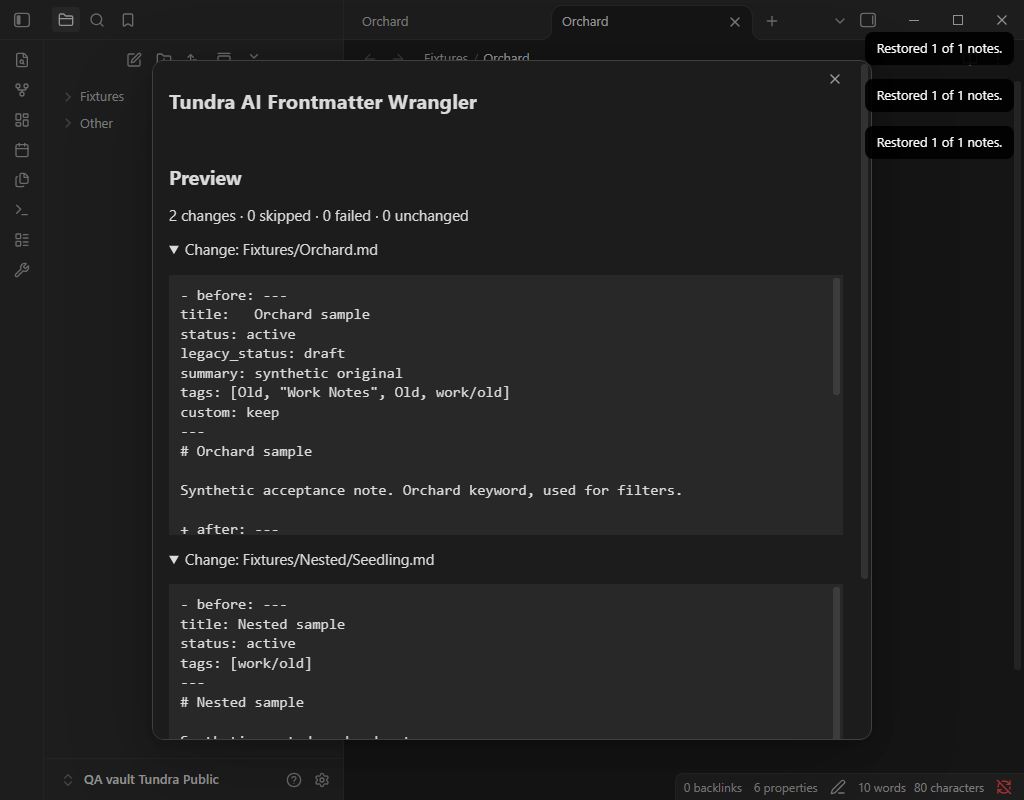 Orchard
Orchard
Fixtures / Orchard
Restored 1 of 1 notes.
Restored 1 of 1 notes.
Restored 1 of 1 notes.
Fixtures
Other
Tundra AI Frontmatter Wrangler
Preview
2 changes · 0 skipped · 0 failed · 0 unchanged
▼ Change: Fixtures/Orchard.md
- before: ---
title:   Orchard sample
status: active
legacy_status: draft
summary: synthetic original
tags: [Old, "Work Notes", Old, work/old]
custom: keep
---
# Orchard sample
Synthetic acceptance note. Orchard keyword, used for filters.
+ after: ---
▼ Change: Fixtures/Nested/Seedling.md
- before: ---
title: Nested sample
status: active
tags: [work/old]
---
# Nested sample
QA vault Tundra Public
0 backlinks
6 properties
10 words
80 characters